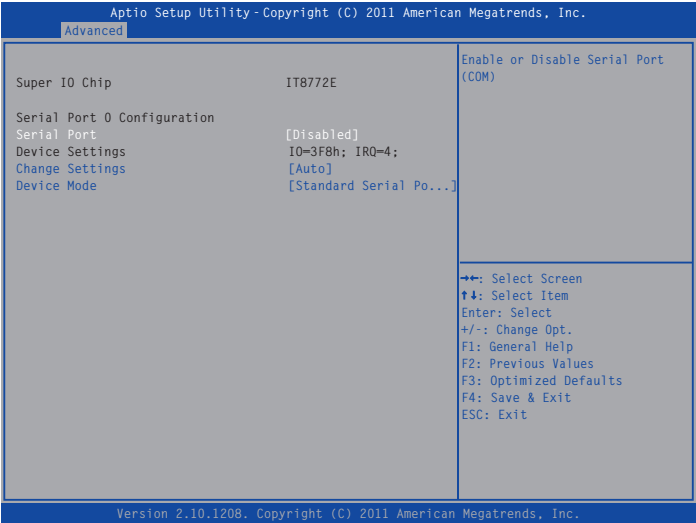 Aptio Setup Utility - Copyright (C) 2011 American Megatrends, Inc.
Advanced
Super IO Chip IT8772E
Serial Port 0 Configuration
Serial Port [Disabled]
Device Settings IO=3F8h; IRQ=4;
Change Settings [Auto]
Device Mode [Standard Serial Po...]
Enable or Disable Serial Port
(COM)
→←: Select Screen
↑↓: Select Item
Enter: Select
+/-: Change Opt.
F1: General Help
F2: Previous Values
F3: Optimized Defaults
F4: Save & Exit
ESC: Exit
Version 2.10.1208. Copyright (C) 2011 American Megatrends, Inc.